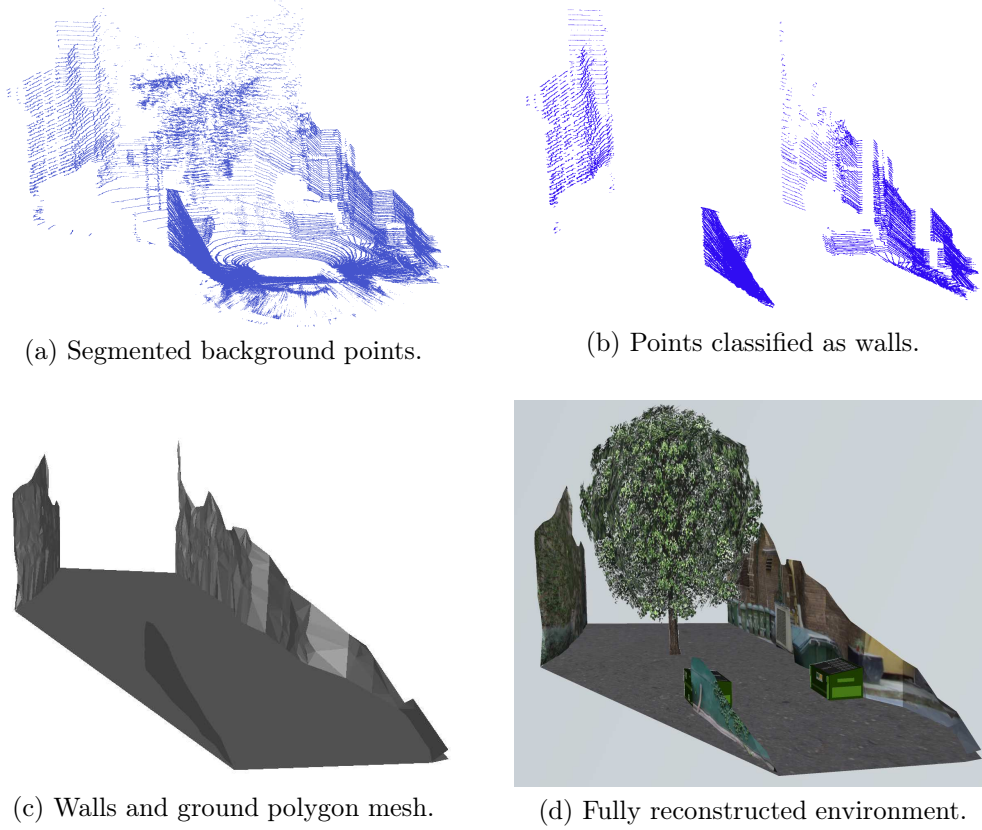 (a) Segmented background points.
(b) Points classified as walls.
(c) Walls and ground polygon mesh.
(d) Fully reconstructed environment.